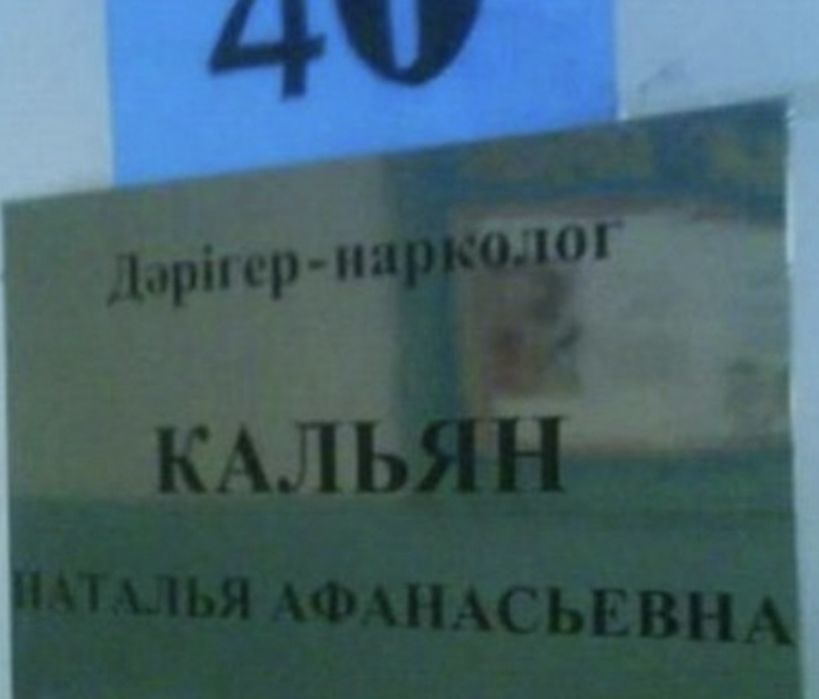 40
Дәрігер-нарколог
КАЛЬЯН
НАТАЛЬЯ АФАНАСЬЕВНА